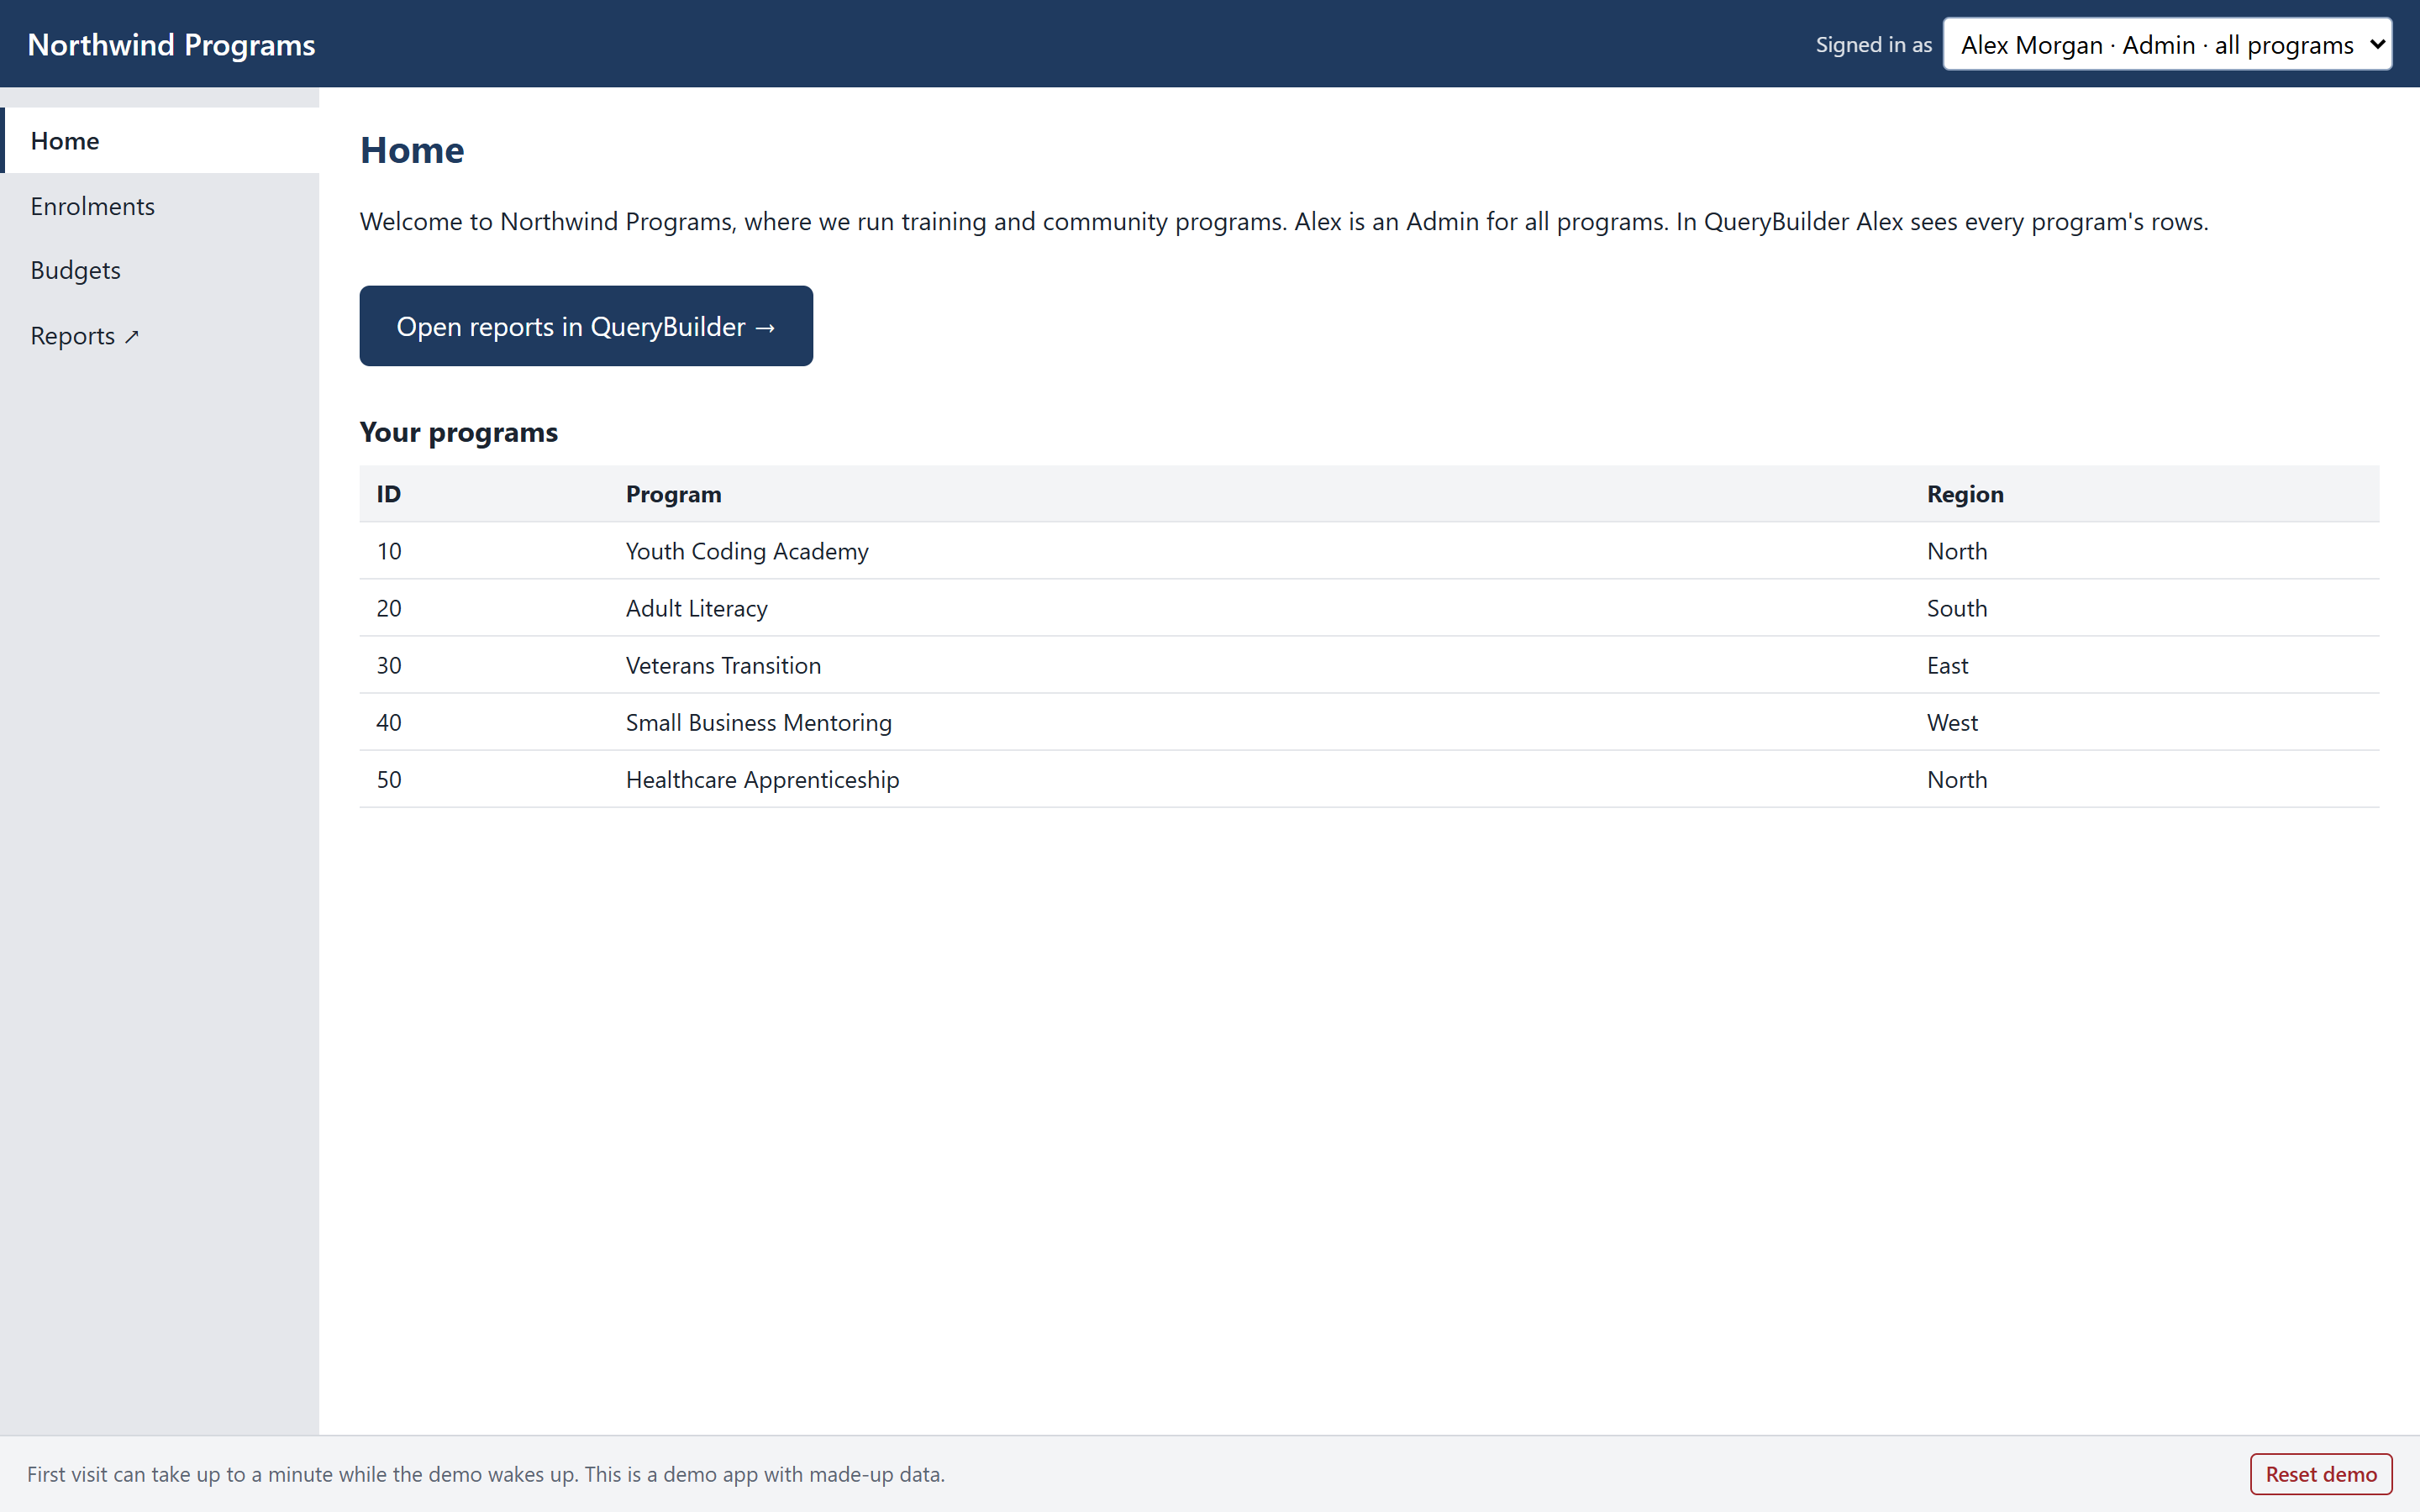 Northwind Programs
Signed in as
Alex Morgan · Admin · all programs
Home
Enrolments
Budgets
Reports ↗
Home
Welcome to Northwind Programs, where we run training and community programs. Alex is an Admin for all programs. In QueryBuilder Alex sees every program's rows.
Open reports in QueryBuilder →
Your programs
ID Program Region
10 Youth Coding Academy North
20 Adult Literacy South
30 Veterans Transition East
40 Small Business Mentoring West
50 Healthcare Apprenticeship North
First visit can take up to a minute while the demo wakes up. This is a demo app with made-up data.
Reset demo